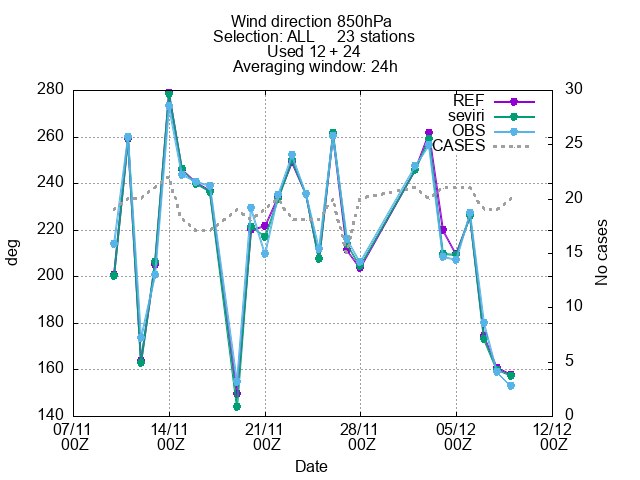 Wind direction 850hPa
Selection: ALL 23 stations
Used 12 + 24
Averaging window: 24h
REF
seviri
OBS
CASES
280
260
240
220
200
180
160
140
deg
30
25
20
15
10
5
0
No cases
07/11 14/11 21/11 28/11 05/12 12/12
00Z 00Z 00Z 00Z 00Z 00Z
Date